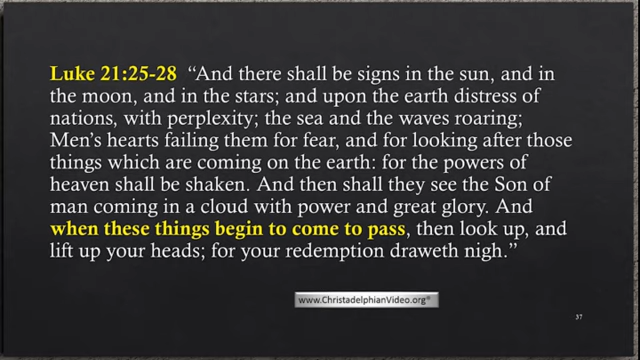 Luke 21:25-28 “And there shall be signs in the sun, and in
the moon, and in the stars; and upon the earth distress of
nations, with perplexity; the sea and the waves roaring;
Men’s hearts failing them for fear, and for looking after those
things which are coming on the earth: for the powers of
heaven shall be shaken. And then shall they see the Son of
man coming in a cloud with power and great glory. And
when these things begin to come to pass, then look up, and
lift up your heads; for your redemption draweth nigh.”
www.ChristadelphianVideo.org®
37